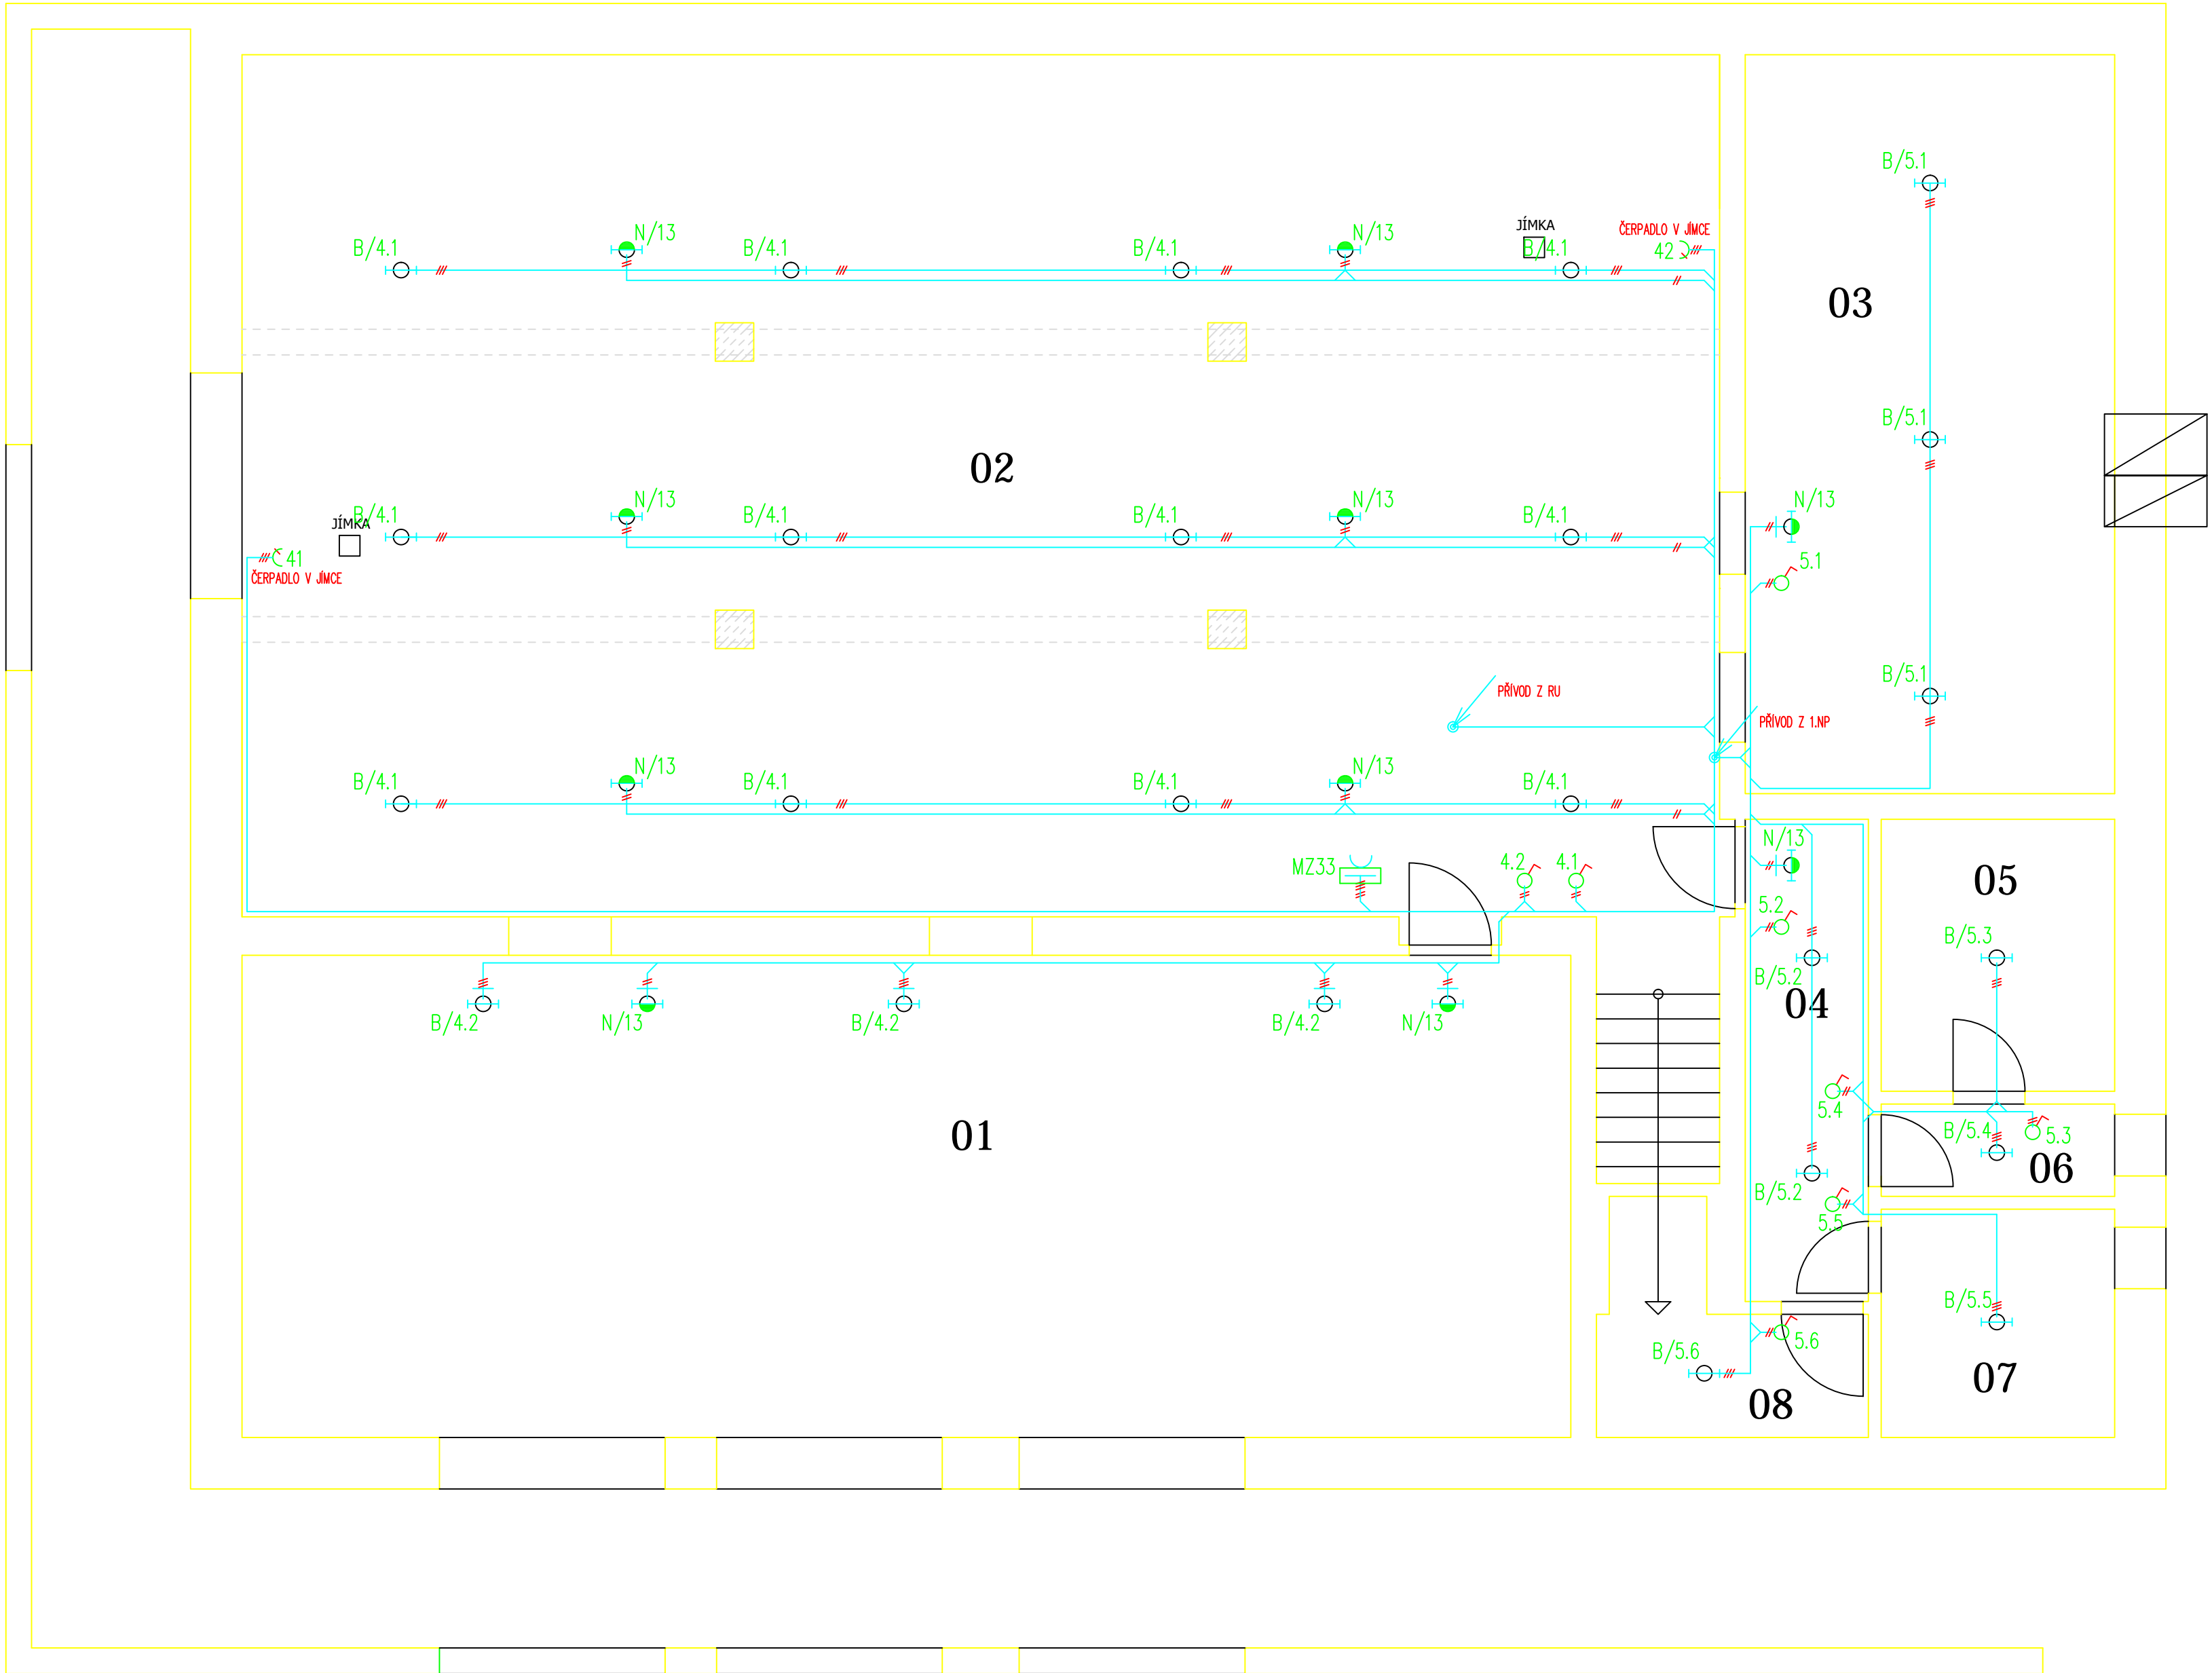 B/5.1
JÍMKA
ČERPADLO V JÍMCE
N/13
N/13
B/4.1
B/4.1
B/4.1
B/4.1
42
03
B/5.1
02
N/13
N/13
N/13
B/4.1
B/4.1
B/4.1
B/4.1
JÍMKA
41
ČERPADLO V JÍMCE
5.1
B/5.1
PŘÍVOD Z RU
PŘÍVOD Z 1.NP
N/13
N/13
B/4.1
B/4.1
B/4.1
B/4.1
N/13
MZ33
4.2
4.1
05
5.2
B/5.3
B/5.2
04
B/4.2
N/13
B/4.2
B/4.2
N/13
5.4
01
B/5.4
5.3
06
B/5.2
5.5
B/5.5
5.6
B/5.6
07
08